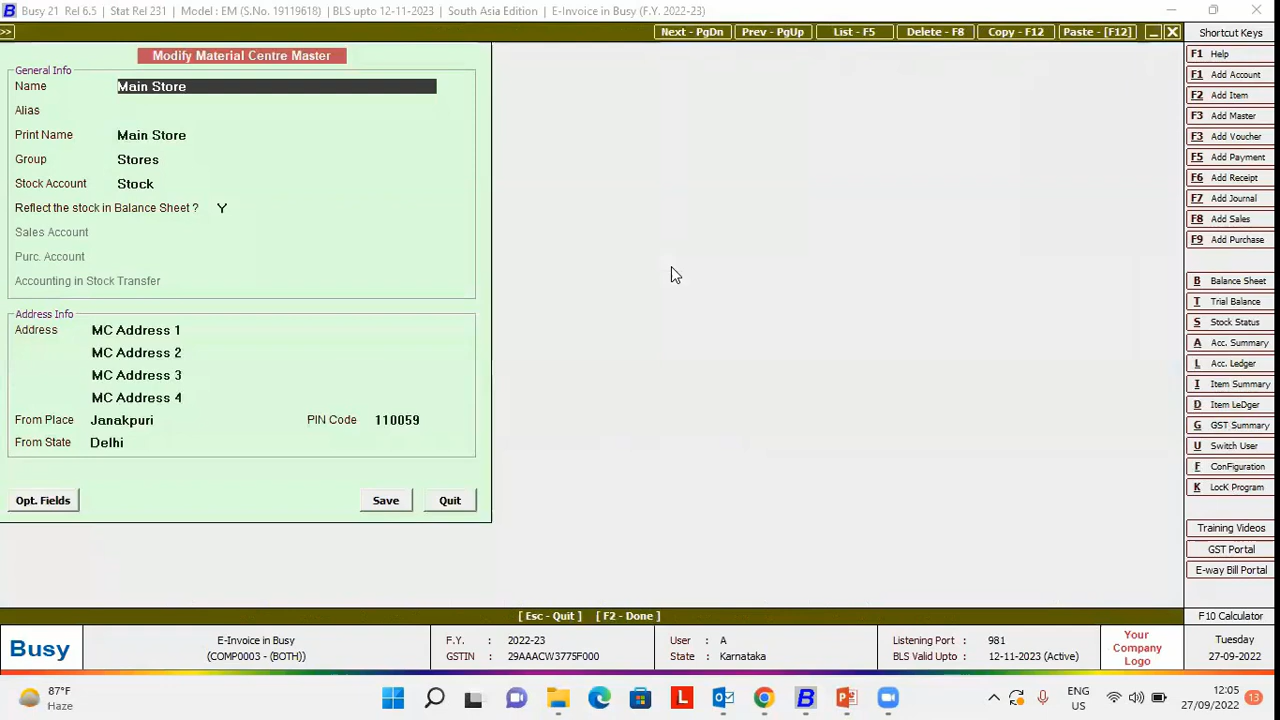 Busy 21 Rel 6.5 | Stat Rel 231 | Model : EM (S.No. 19119618) | BLS upto 12-11-2023 | South Asia Edition | E-Invoice in Busy (F.Y. 2022-23)
>> Next - PgDn Prev - PgUp List - F5 Delete - F8 Copy - F12 Paste - [F12]
Shortcut Keys
Modify Material Centre Master
General Info
Name Main Store
Alias
Print Name Main Store
Group Stores
Stock Account Stock
Reflect the stock in Balance Sheet ? Y
Sales Account
Purc. Account
Accounting in Stock Transfer
Address Info
Address MC Address 1
MC Address 2
MC Address 3
MC Address 4
From Place Janakpuri PIN Code 110059
From State Delhi
Opt. Fields Save Quit
F1 Help
F1 Add Account
F2 Add Item
F3 Add Master
F3 Add Voucher
F5 Add Payment
F6 Add Receipt
F7 Add Journal
F8 Add Sales
F9 Add Purchase
B Balance Sheet
T Trial Balance
S Stock Status
A Acc. Summary
L Acc. Ledger
I Item Summary
D Item LeDger
G GST Summary
U Switch User
F ConFiguration
K LocK Program
Training Videos
GST Portal
E-way Bill Portal
[ Esc - Quit ] [ F2 - Done ]
F10 Calculator
Busy
E-Invoice in Busy
(COMP0003 - (BOTH))
F.Y. : 2022-23
GSTIN : 29AAACW3775F000
User : A
State : Karnataka
Listening Port : 981
BLS Valid Upto : 12-11-2023 (Active)
Your
Company
Logo
Tuesday
27-09-2022
87°F
Haze
L
B
ENG
US
12:05
27/09/2022
13